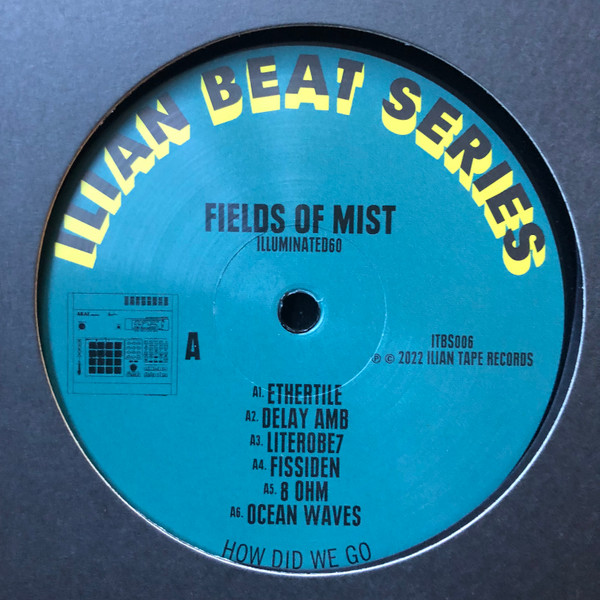 ILIAN BEAT SERIES
FIELDS OF MIST
ILLUMINATED60
AKAI
A
ITBS006
℗ © 2022 ILIAN TAPE RECORDS
A1. ETHERTILE
A2. DELAY AMB
A3. LITEROBE7
A4. FISSIDEN
A5. 8 OHM
A6. OCEAN WAVES
HOW DID WE GO